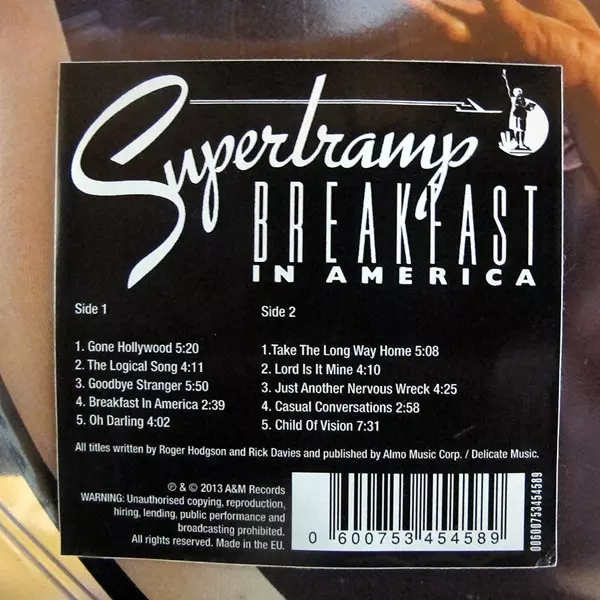 Supertramp
BREAKFAST
IN AMERICA
Side 1
1. Gone Hollywood 5:20
2. The Logical Song 4:11
3. Goodbye Stranger 5:50
4. Breakfast In America 2:39
5. Oh Darling 4:02
Side 2
1.Take The Long Way Home 5:08
2. Lord Is It Mine 4:10
3. Just Another Nervous Wreck 4:25
4. Casual Conversations 2:58
5. Child Of Vision 7:31
All titles written by Roger Hodgson and Rick Davies and published by Almo Music Corp. / Delicate Music.
℗ & © 2013 A&M Records
WARNING: Unauthorised copying, reproduction,
hiring, lending, public performance and
broadcasting prohibited.
All rights reserved. Made in the EU.
0 600753 454589
00600753454589